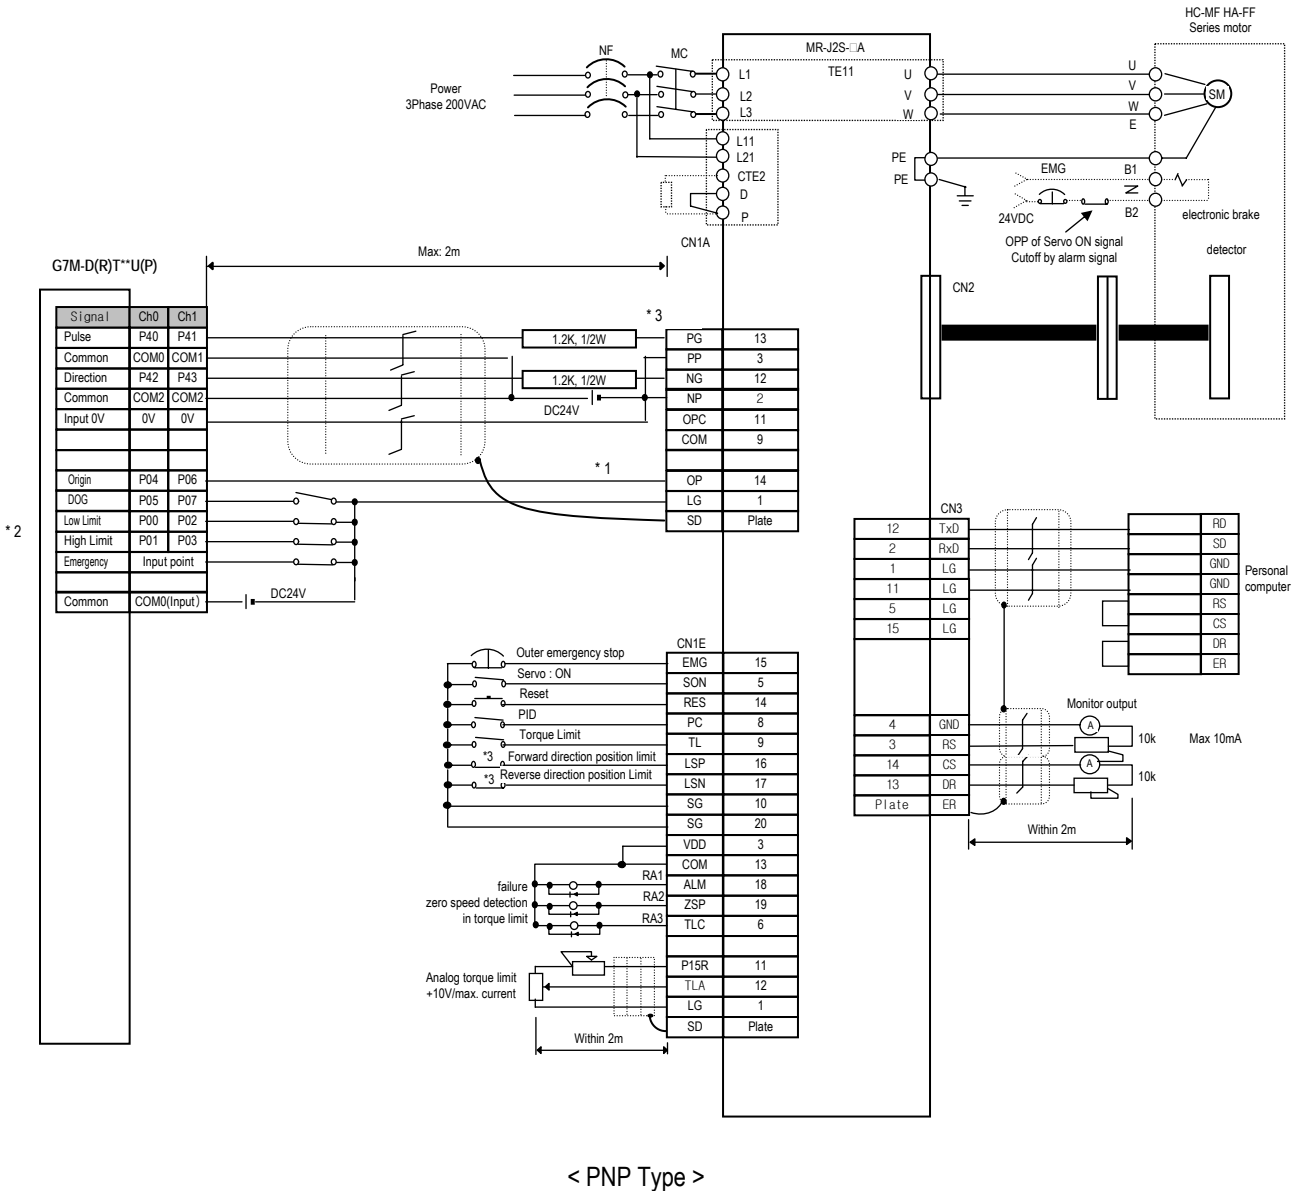 HC-MF HA-FF
Series motor
MR-J2S-□A
TE11
NF
MC
Power
3Phase 200VAC
L1
L2
L3
U
V
W
U
V
W
E
SM
L11
L21
CTE2
D
P
PE
PE
EMG
B1
B2
24VDC
electronic brake
OPP of Servo ON signal
Cutoff by alarm signal
detector
CN1A
CN2
Max: 2m
G7M-D(R)T**U(P)
Signal Ch0 Ch1
Pulse P40 P41
Common COM0 COM1
Direction P42 P43
Common COM2 COM2
Input 0V 0V 0V
Origin P04 P06
DOG P05 P07
Low Limit P00 P02
High Limit P01 P03
Emergency Input point
Common COM0(Input)
* 2
DC24V
1.2K, 1/2W
1.2K, 1/2W
DC24V
* 3
* 1
PG 13
PP 3
NG 12
NP 2
OPC 11
COM 9
OP 14
LG 1
SD Plate
CN3
12 TxD
2 RxD
1 LG
11 LG
5 LG
15 LG
4 GND
3 RS
14 CS
13 DR
Plate ER
RD
SD
GND
GND
RS
CS
DR
ER
Personal
computer
Monitor output
A
10k
A
10k
Max 10mA
Within 2m
CN1E
Outer emergency stop
Servo : ON
Reset
PID
Torque Limit
*3 Forward direction position limit
*3 Reverse direction position Limit
EMG 15
SON 5
RES 14
PC 8
TL 9
LSP 16
LSN 17
SG 10
SG 20
VDD 3
COM 13
ALM 18
ZSP 19
TLC 6
P15R 11
TLA 12
LG 1
SD Plate
RA1
RA2
RA3
failure
zero speed detection
in torque limit
Analog torque limit
+10V/max. current
Within 2m
< PNP Type >